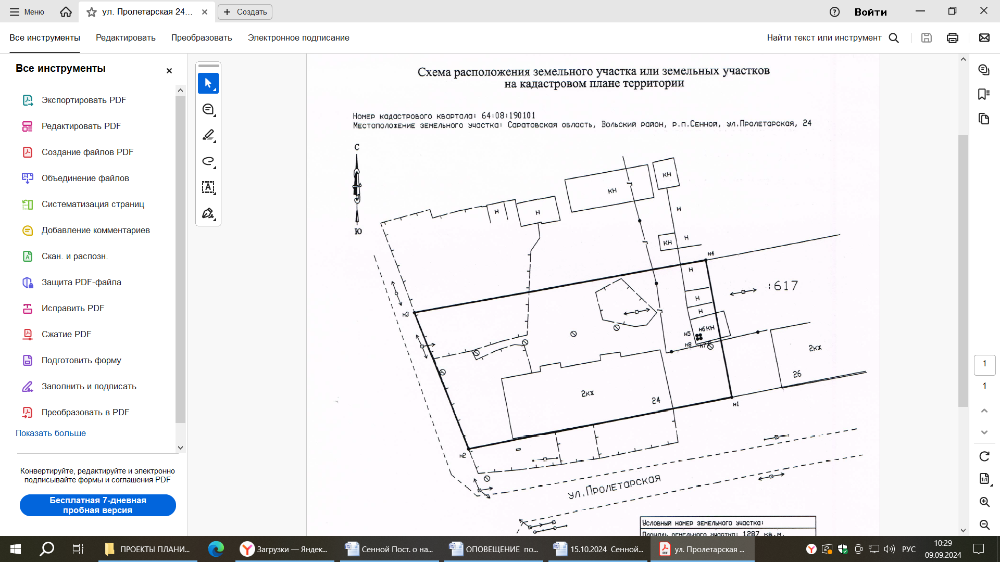 Меню
ул. Пролетарская 24...
Создать
Войти
Все инструменты
Редактировать
Преобразовать
Электронное подписание
Найти текст или инструмент
Все инструменты
Экспортировать PDF
Редактировать PDF
Создание файлов PDF
Объединение файлов
Систематизация страниц
Добавление комментариев
Скан. и распозн.
Защита PDF-файла
Исправить PDF
Сжатие PDF
Подготовить форму
Заполнить и подписать
Преобразовать в PDF
Показать больше
Конвертируйте, редактируйте и электронно
подписывайте формы и соглашения PDF
Бесплатная 7-дневная
пробная версия
Схема расположения земельного участка или земельных участков
на кадастровом плане территории
Номер кадастрового квартала: 64:08:190101
Местоположение земельного участка: Саратовская область, Вольский район, р.п.Сенной, ул.Пролетарская, 24
С
Ю
КН
КН
Н
Н
Н
КН
Н
н4
Н
:617
Н
Н
н3
н5
н6
КН
н8
н7
2кж
26
2кж
24
н1
н2
ул.Пролетарская
Условный номер земельного участка:
Площадь земельного участка: 1287 кв.м.
1
1
1:1
ПРОЕКТЫ ПЛАНИ...
Загрузки — Яндек...
Сенной Пост. о на...
ОПОВЕЩЕНИЕ по...
15.10.2024 Сенной...
ул. Пролетарская ...
РУС
10:29
09.09.2024